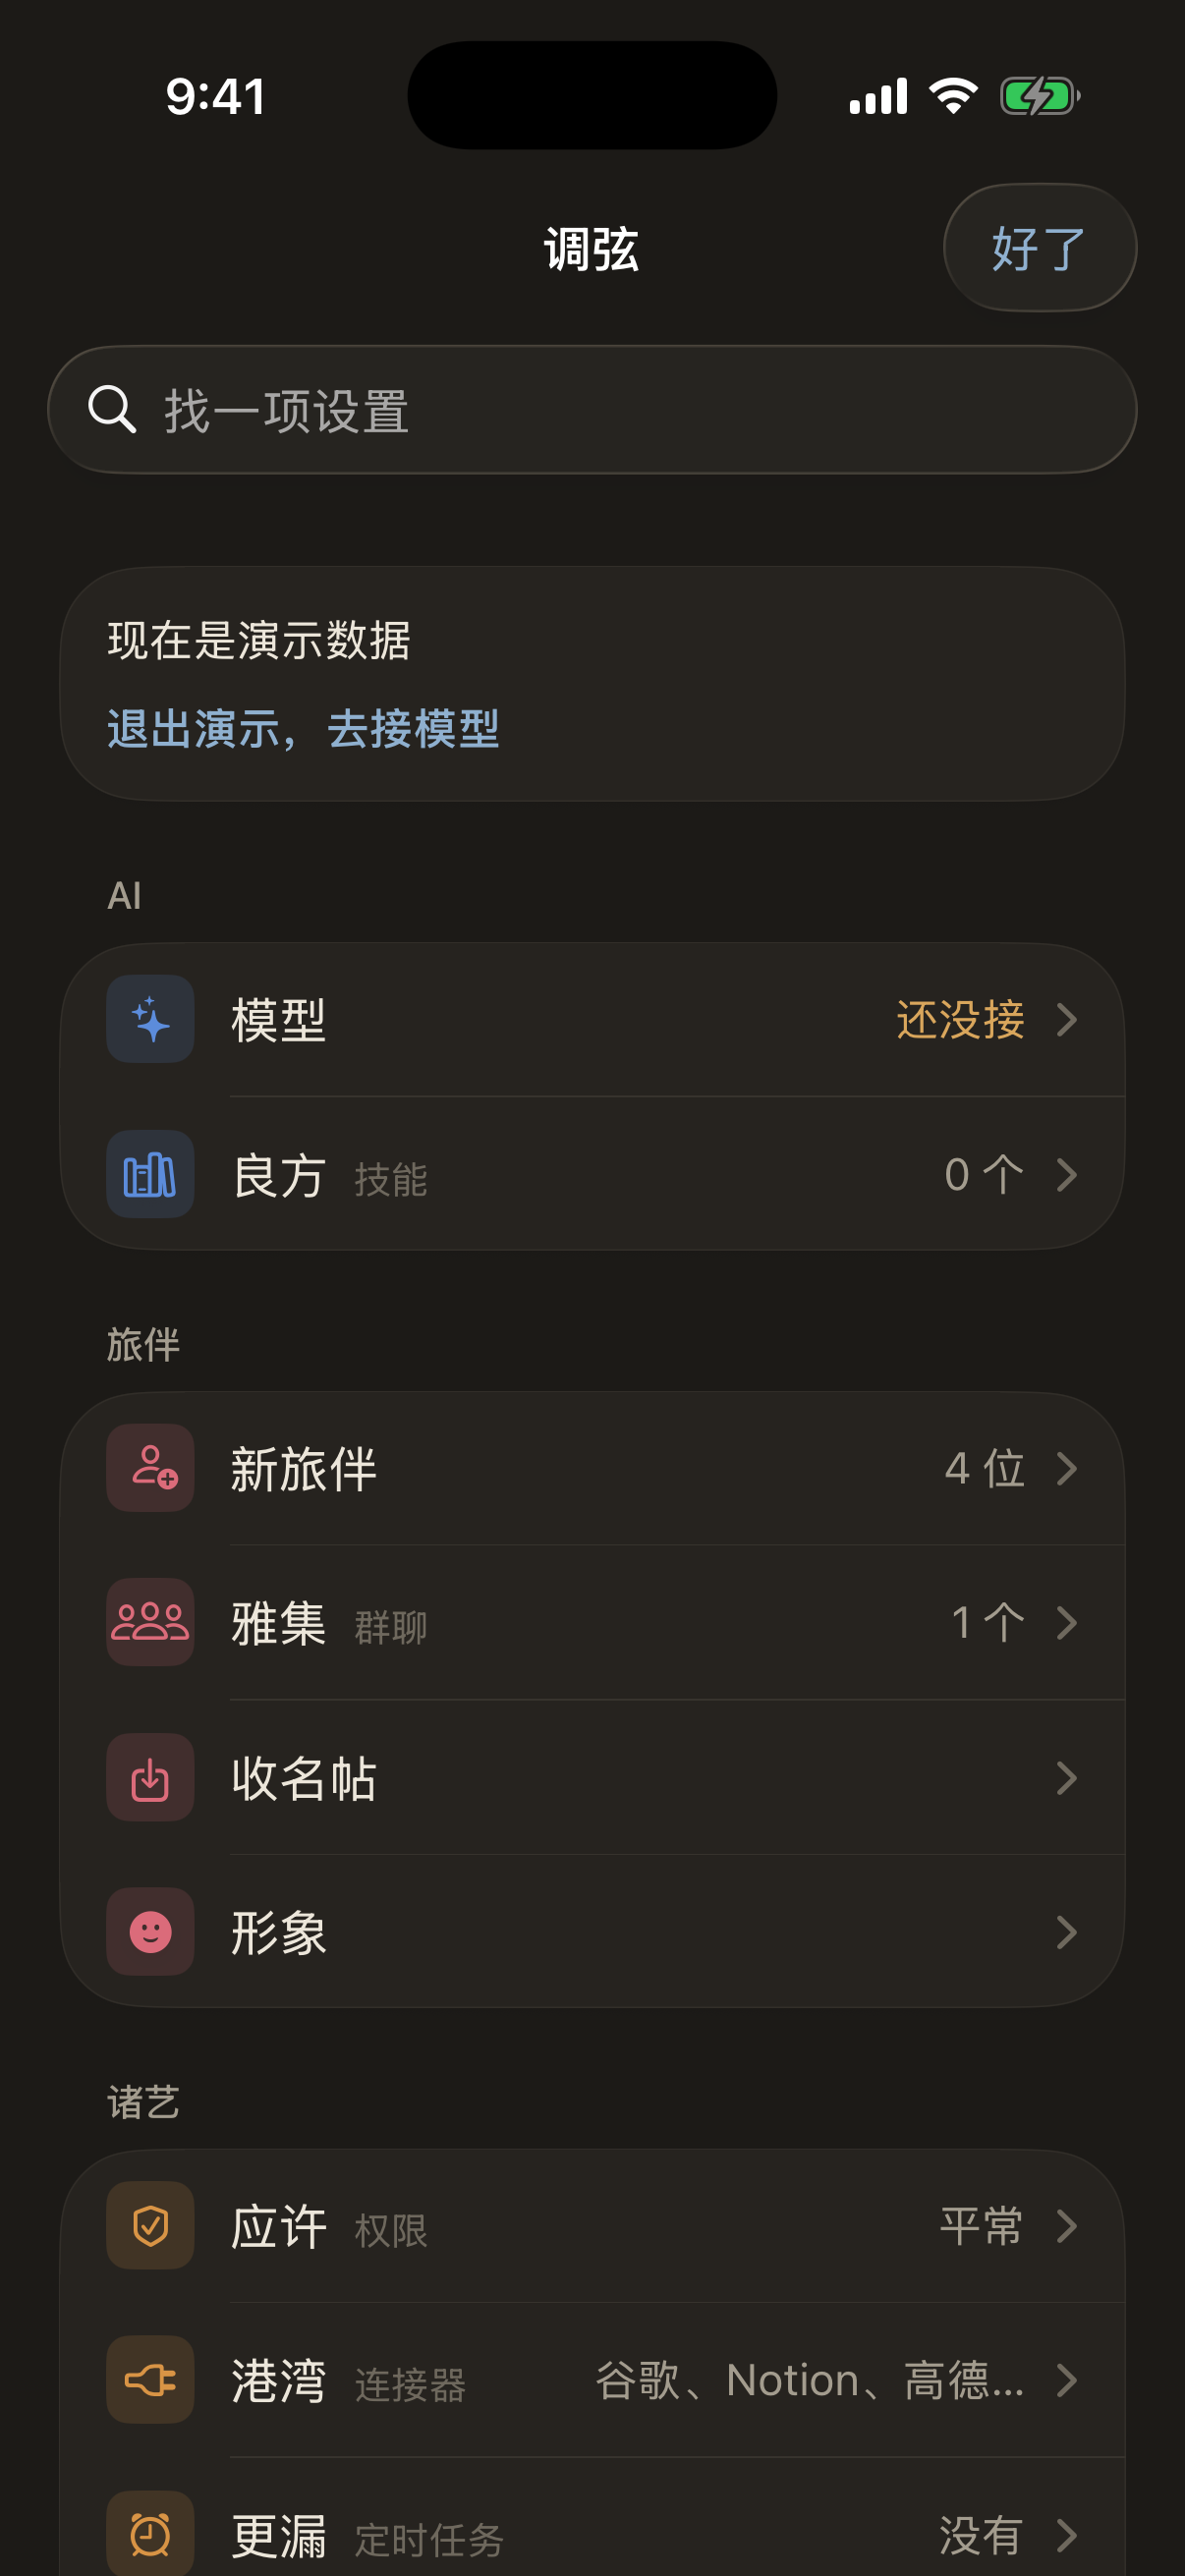 9:41
调弦
好了
找一项设置
现在是演示数据
退出演示，去接模型
AI
模型 还没接
良方 技能 0 个
旅伴
新旅伴 4 位
雅集 群聊 1 个
收名帖
形象
诸艺
应许 权限 平常
港湾 连接器 谷歌、Notion、高德...
更漏 定时任务 没有